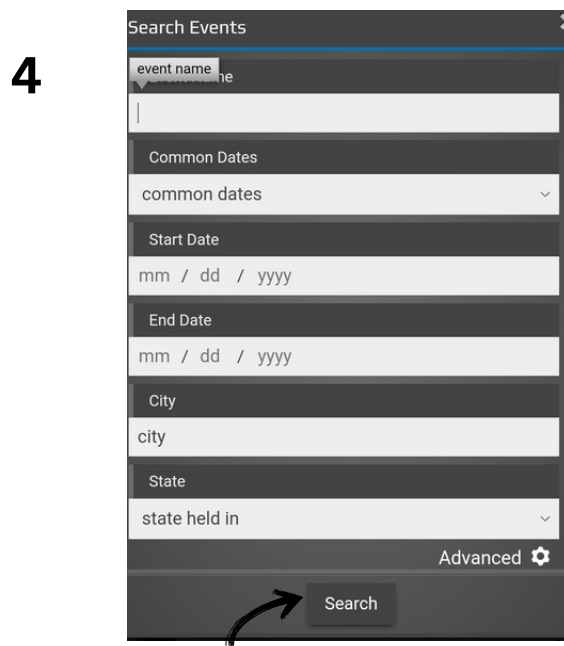 4
Search Events
event name
Common Dates
common dates
Start Date
mm / dd / yyyy
End Date
mm / dd / yyyy
City
city
State
state held in
Advanced
Search